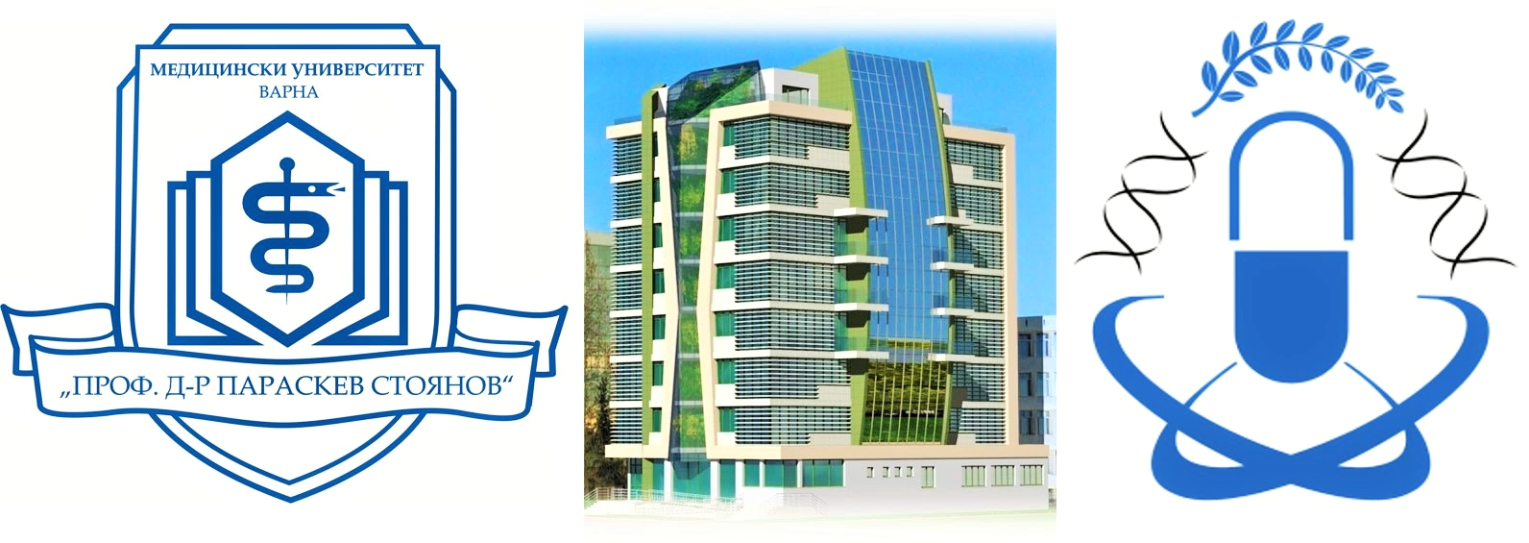 МЕДИЦИНСКИ УНИВЕРСИТЕТ
ВАРНА
„ПРОФ. Д-Р ПАРАСКЕВ СТОЯНОВ“